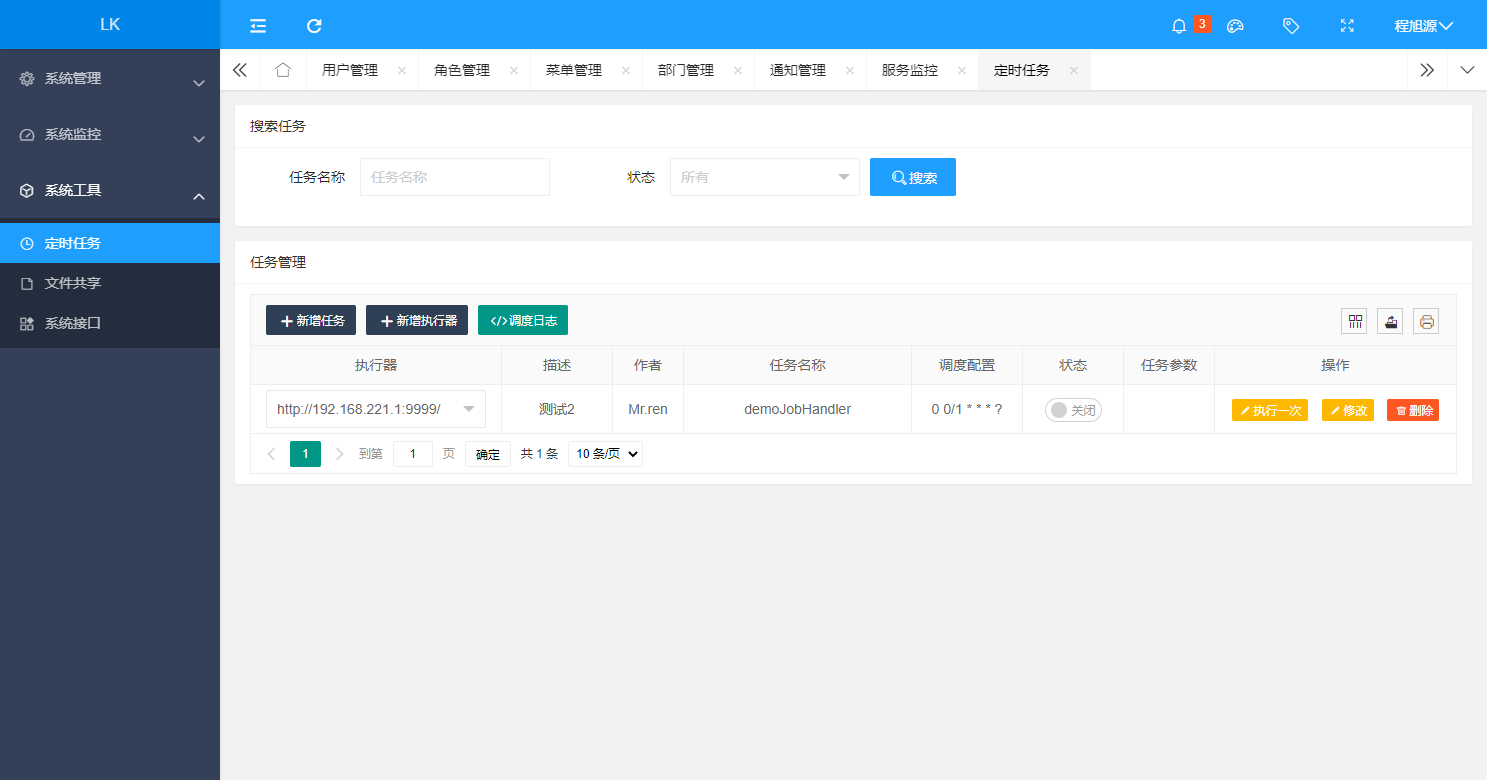 LK
3
程旭源
系统管理
系统监控
系统工具
定时任务
文件共享
系统接口
用户管理
角色管理
菜单管理
部门管理
通知管理
服务监控
定时任务
搜索任务
任务名称
任务名称
状态
所有
搜索
任务管理
新增任务
新增执行器
调度日志
执行器 描述 作者 任务名称 调度配置 状态 任务参数 操作
http://192.168.221.1:9999/ 测试2 Mr.ren demoJobHandler 0 0/1 * * * ? 关闭 执行一次 修改 删除
1 到第 1 页 确定 共 1 条 10 条/页